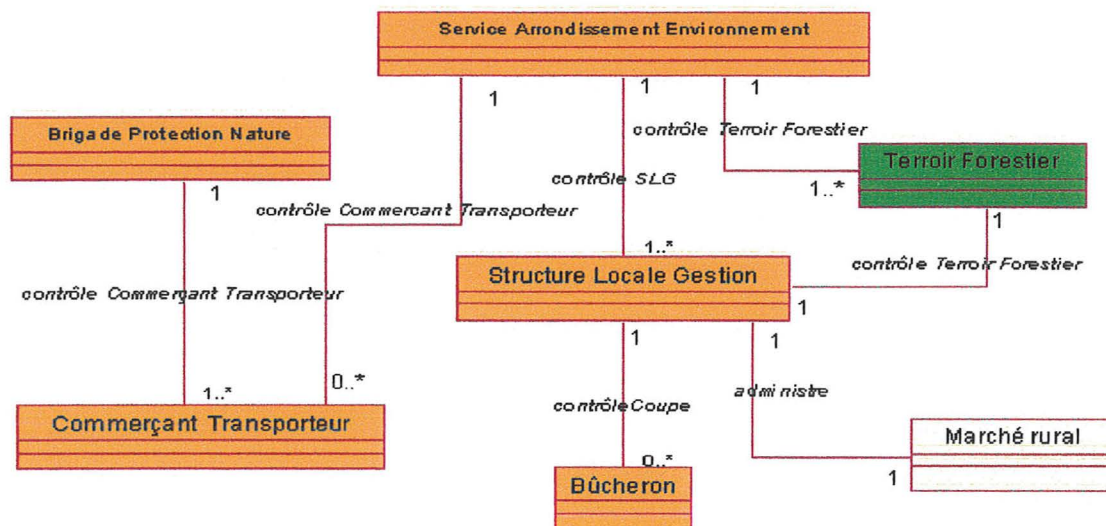 Service Arrondissement Environnement
1
1
1
Brigade Protection Nature
1
contrôle Terroir Forestier
Terroir Forestier
1..*
1
contrôle SLG
contrôle Commercant Transporteur
1..*
Structure Locale Gestion
contrôle Terroir Forestier
1
contrôle Commerçant Transporteur
1
1
1..*
0..*
administre
Commerçant Transporteur
contrôleCoupe
Marché rural
1
0..*
Bûcheron